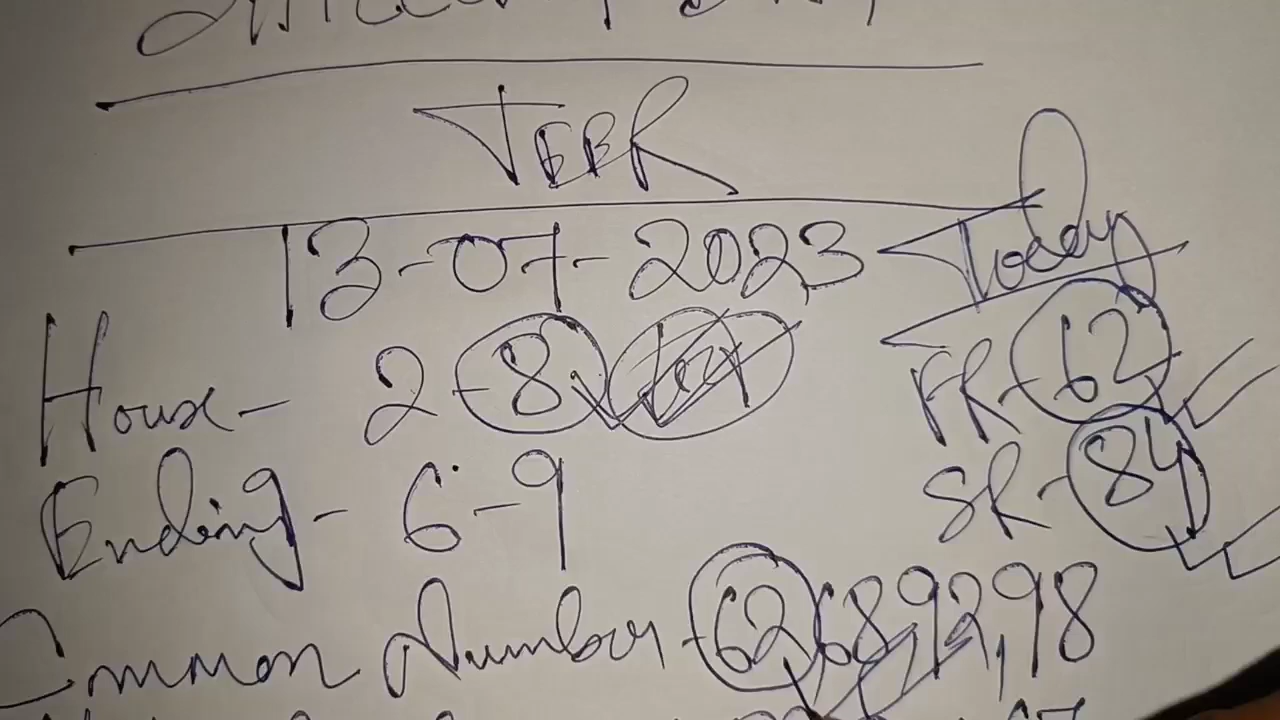 TEER
13-07-2023 Today
House - 2-8 FR-62
Ending - 6-9 SR-84
Common Number - 62,68,92,98